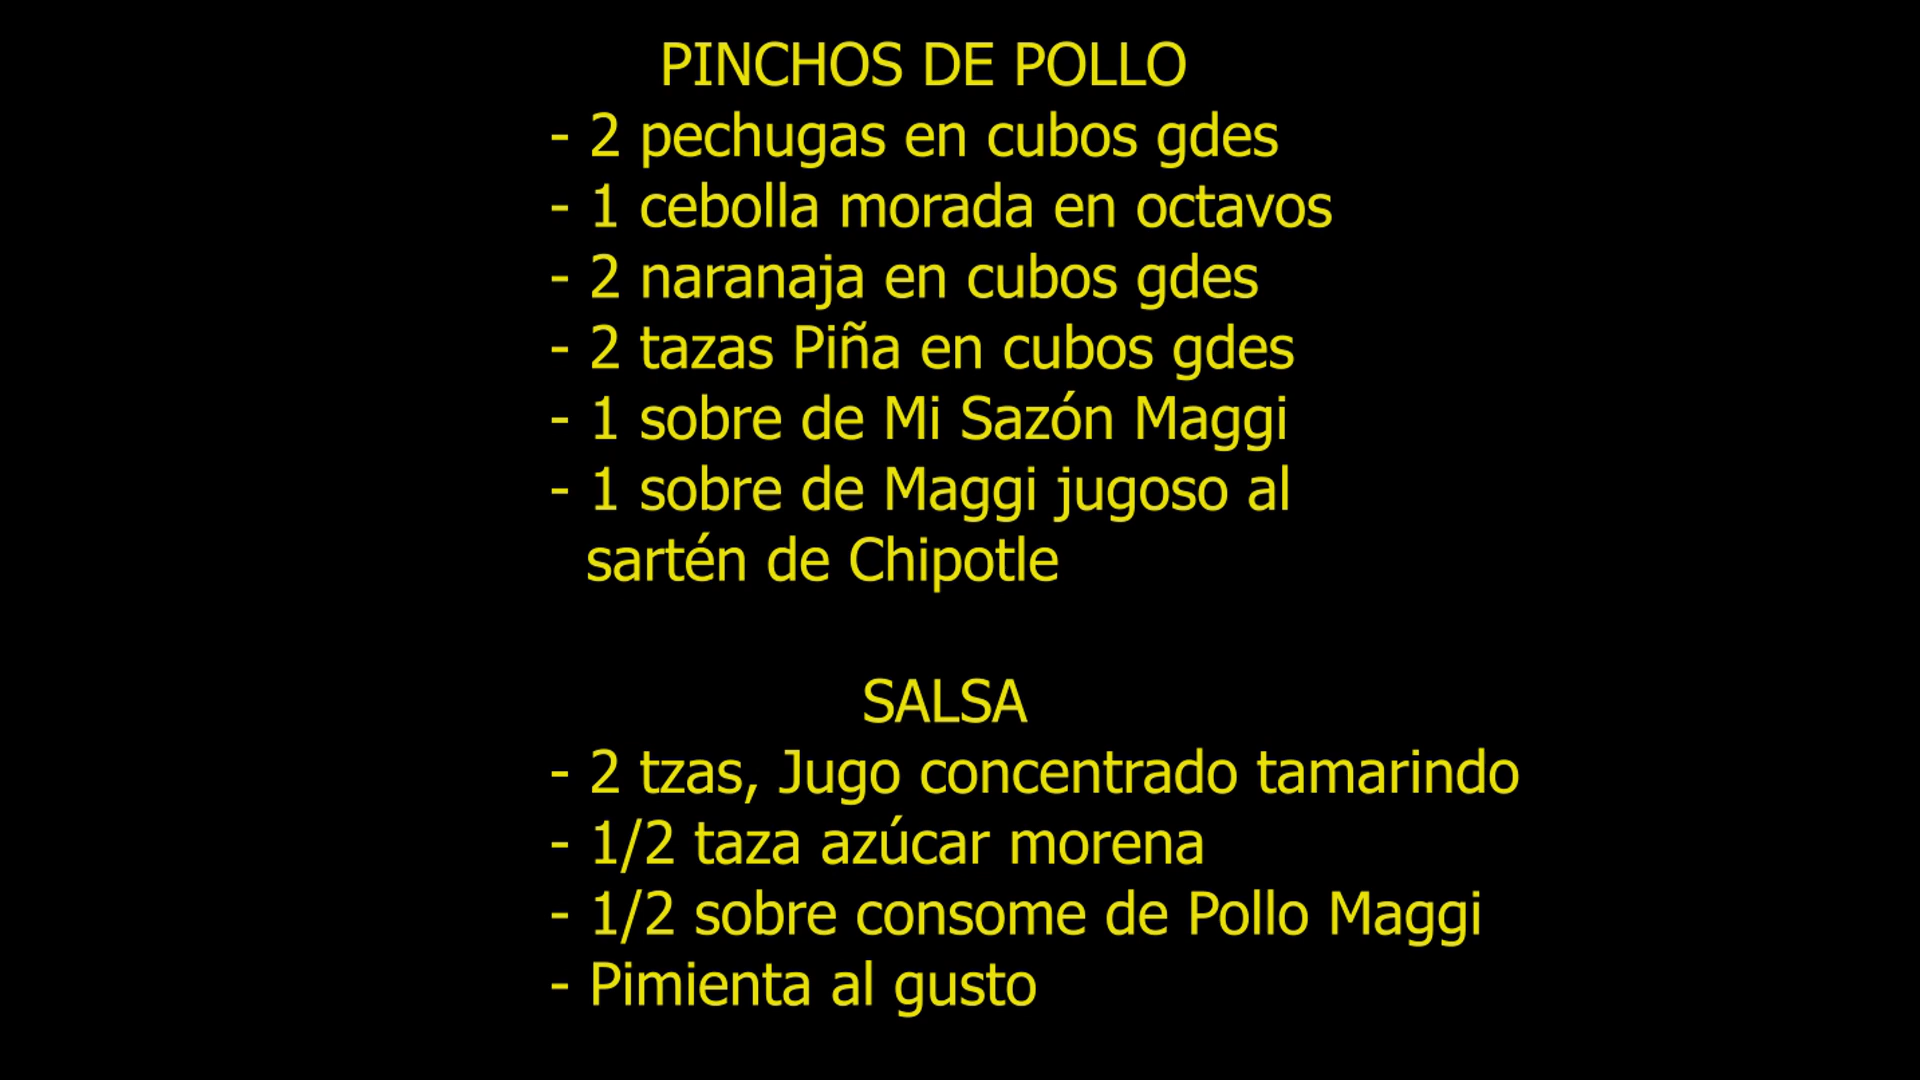 PINCHOS DE POLLO
- 2 pechugas en cubos gdes
- 1 cebolla morada en octavos
- 2 naranaja en cubos gdes
- 2 tazas Piña en cubos gdes
- 1 sobre de Mi Sazón Maggi
- 1 sobre de Maggi jugoso al
sartén de Chipotle
SALSA
- 2 tzas, Jugo concentrado tamarindo
- 1/2 taza azúcar morena
- 1/2 sobre consome de Pollo Maggi
- Pimienta al gusto